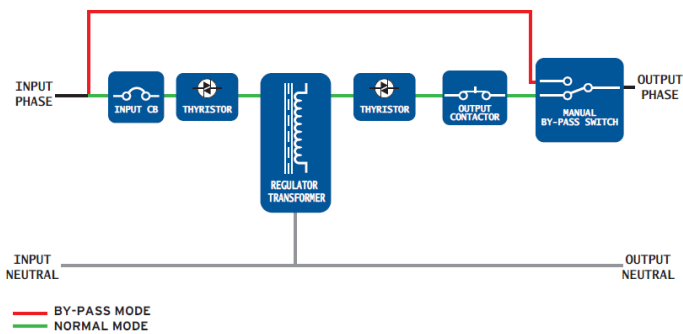 INPUT
PHASE
INPUT CB
THYRISTOR
REGULATOR
TRANSFORMER
THYRISTOR
OUTPUT
CONTACTOR
MANUAL
BY-PASS SWITCH
OUTPUT
PHASE
INPUT
NEUTRAL
OUTPUT
NEUTRAL
BY-PASS MODE
NORMAL MODE